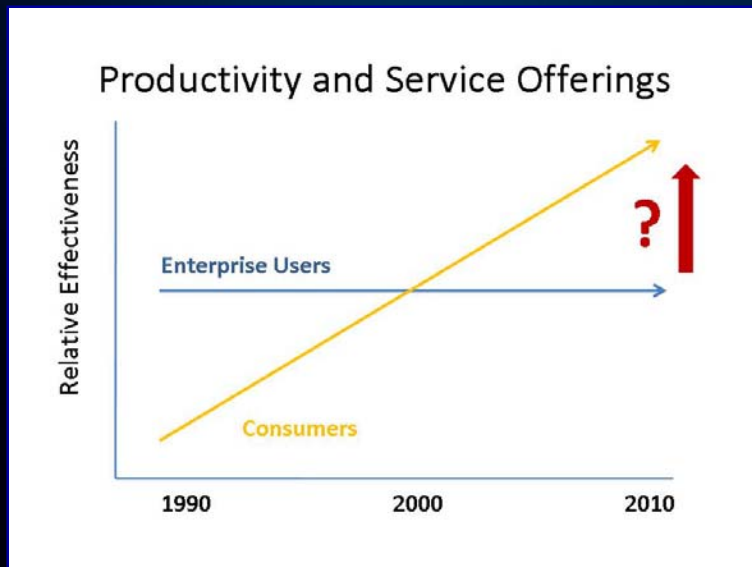 Productivity and Service Offerings
Relative Effectiveness
?
Enterprise Users
Consumers
1990 2000 2010